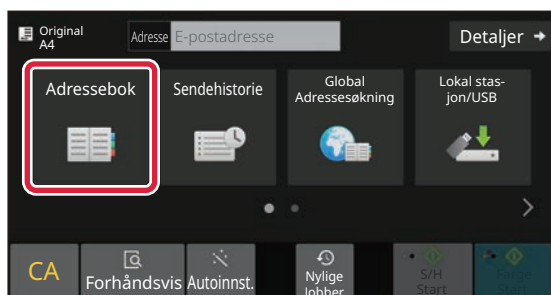 Original
A4
Adresse
E-postadresse
Detaljer
Adressebok
Sendehistorie
Global
Adressesøkning
Lokal stas-
jon/USB
CA
Forhåndsvis
Autoinnst.
Nylige
Jobber
S/H
Start
Farge
Start